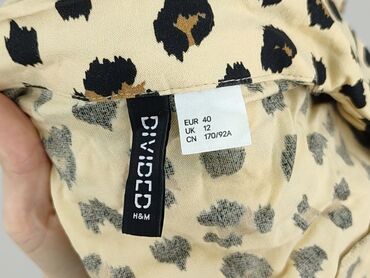 DIVIDED
H&M
EUR 40
UK 12
CN 170/92A